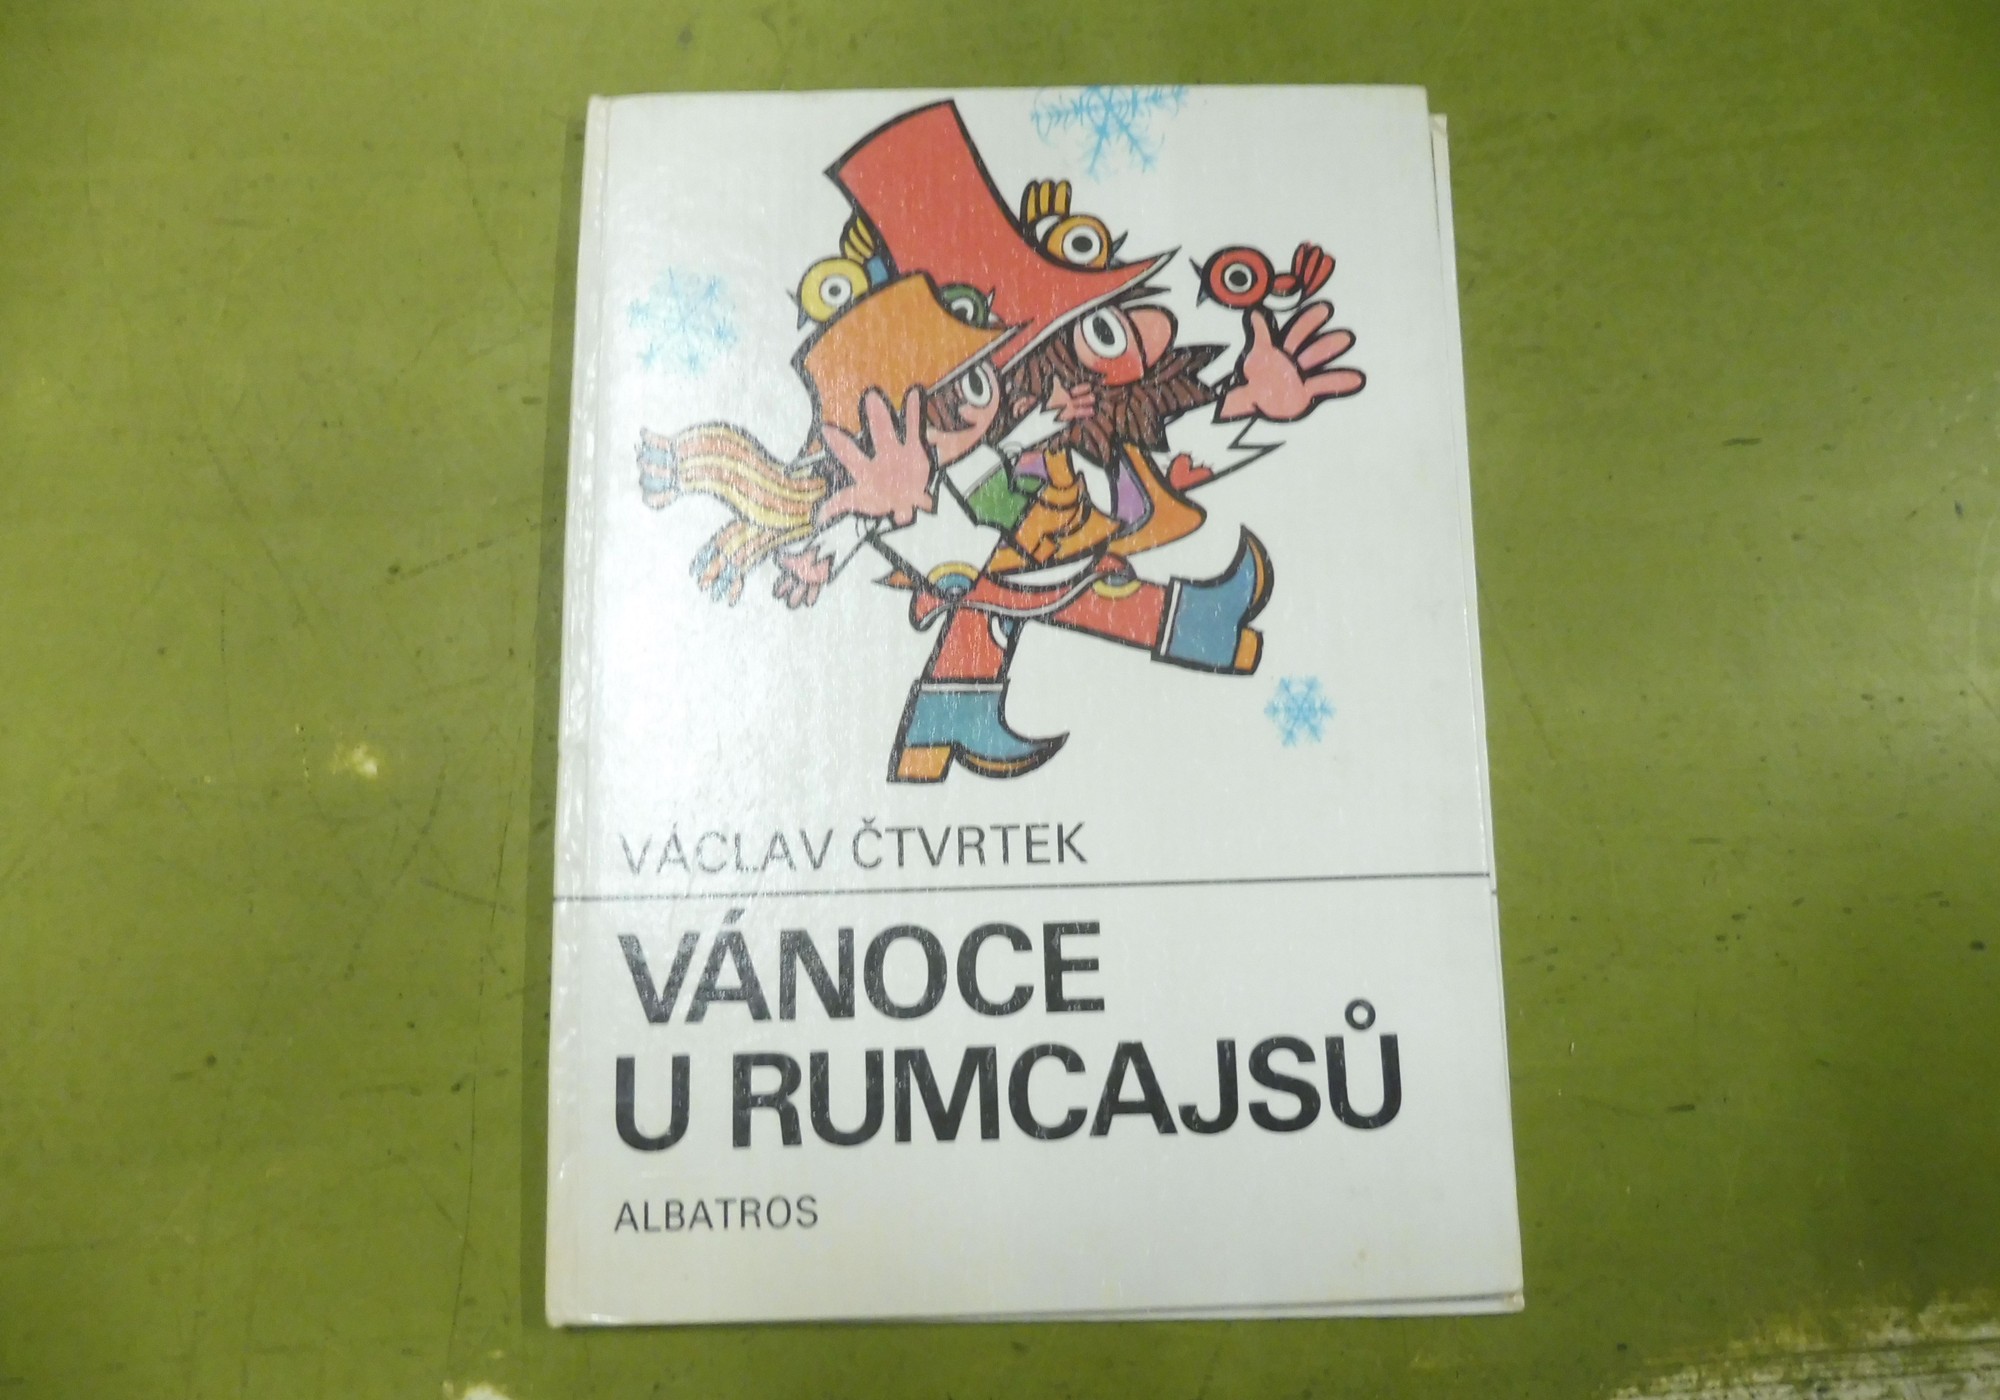 VÁCLAV ČTVRTEK
VÁNOCE
U RUMCAJSŮ
ALBATROS